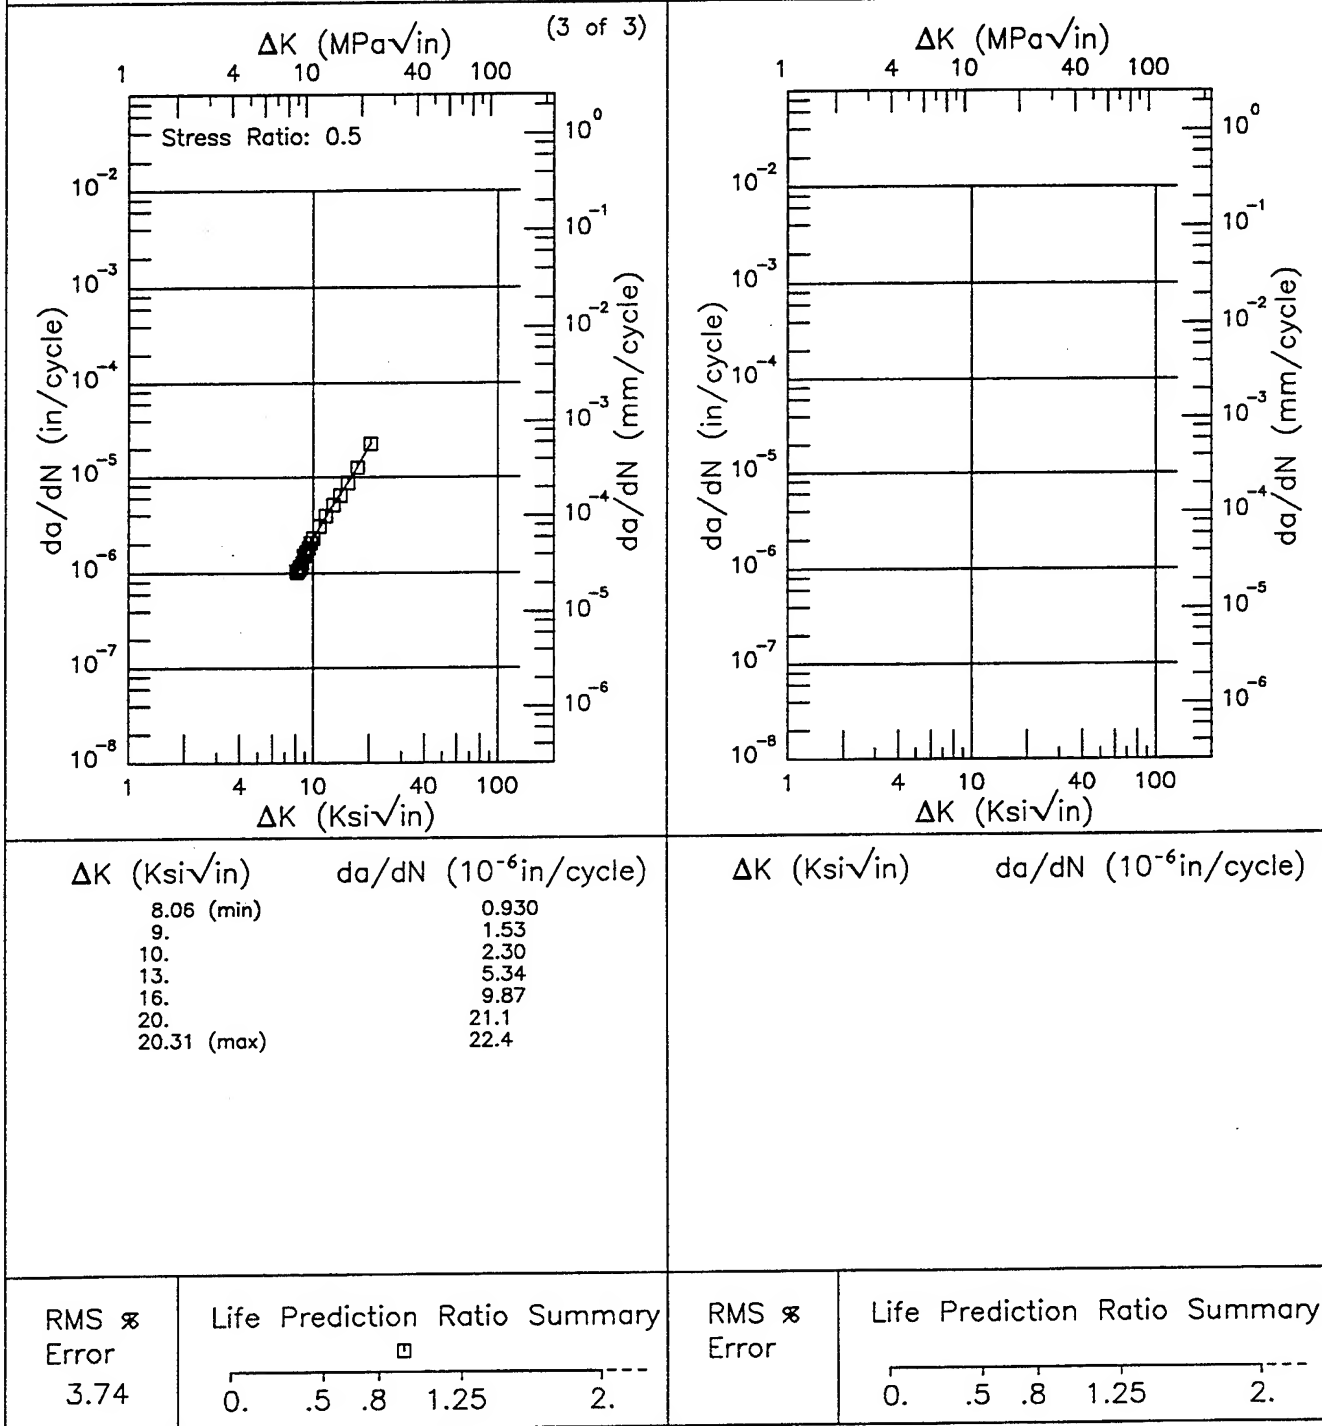 (3 of 3)
ΔK (MPa√in)
1 4 10 40 100
Stress Ratio: 0.5
da/dN (in/cycle)
10⁻²
10⁻³
10⁻⁴
10⁻⁵
10⁻⁶
10⁻⁷
10⁻⁸
10⁰
10⁻¹
10⁻²
10⁻³
10⁻⁴
10⁻⁵
10⁻⁶
da/dN (mm/cycle)
1 4 10 40 100
ΔK (Ksi√in)
ΔK (MPa√in)
1 4 10 40 100
da/dN (in/cycle)
10⁻²
10⁻³
10⁻⁴
10⁻⁵
10⁻⁶
10⁻⁷
10⁻⁸
10⁰
10⁻¹
10⁻²
10⁻³
10⁻⁴
10⁻⁵
10⁻⁶
da/dN (mm/cycle)
1 4 10 40 100
ΔK (Ksi√in)
ΔK (Ksi√in) da/dN (10⁻⁶in/cycle)
8.06 (min) 0.930
9. 1.53
10. 2.30
13. 5.34
16. 9.87
20. 21.1
20.31 (max) 22.4
ΔK (Ksi√in) da/dN (10⁻⁶in/cycle)
RMS %
Error
3.74
Life Prediction Ratio Summary
0. .5 .8 1.25 2.
RMS %
Error
Life Prediction Ratio Summary
0. .5 .8 1.25 2.